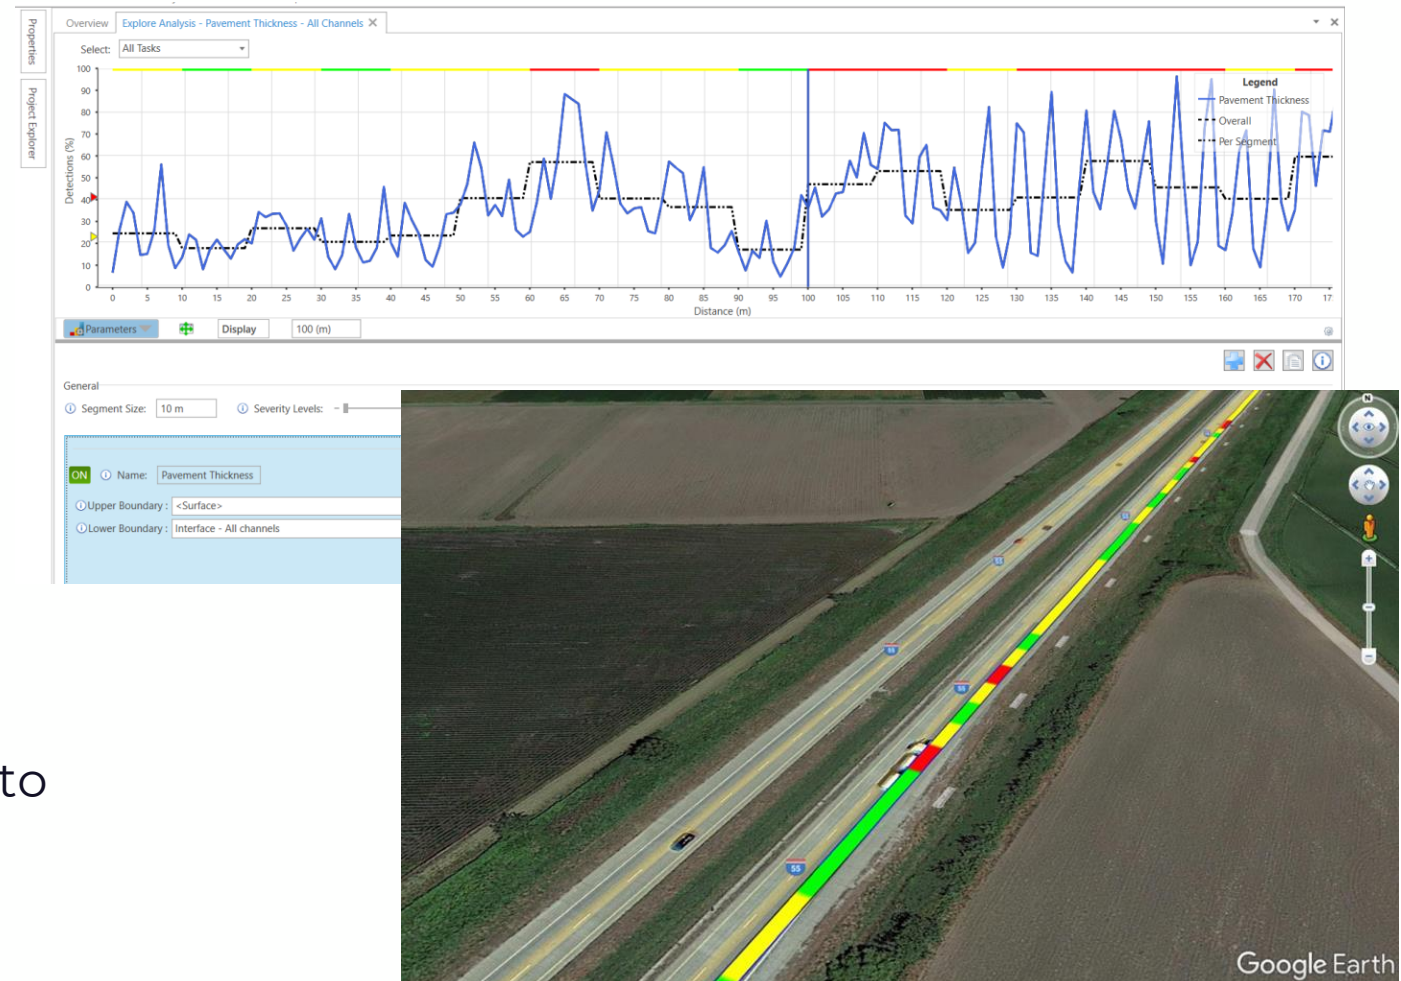 Properties
Project Explorer
Overview
Explore Analysis - Pavement Thickness - All Channels
Select: All Tasks
Detections (%)
100
90
80
70
60
50
40
30
20
10
0
Legend
Pavement Thickness
Overall
Per Segment
0 5 10 15 20 25 30 35 40 45 50 55 60 65 70 75 80 85 90 95 100 105 110 115 120 125 130 135 140 145 150 155 160 165 170 17
Distance (m)
Parameters Display 100 (m)
General
Segment Size: 10 m Severity Levels:
ON Name: Pavement Thickness
Upper Boundary : <Surface>
Lower Boundary : Interface - All channels
N
55
55
55
55
55
55
to
Google Earth